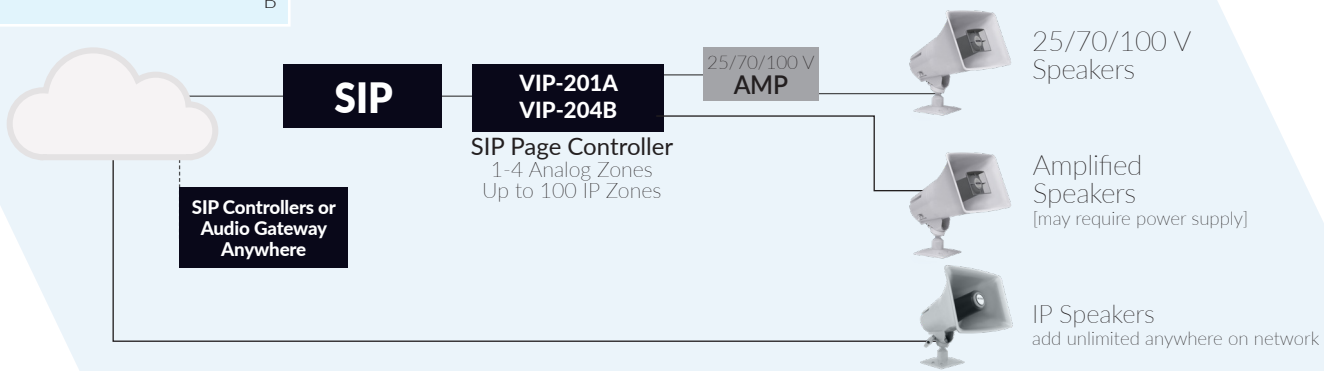 B
SIP
VIP-201A
VIP-204B
SIP Page Controller
1-4 Analog Zones
Up to 100 IP Zones
25/70/100 V
AMP
25/70/100 V
Speakers
Amplified
Speakers
[may require power supply]
SIP Controllers or
Audio Gateway
Anywhere
IP Speakers
add unlimited anywhere on network